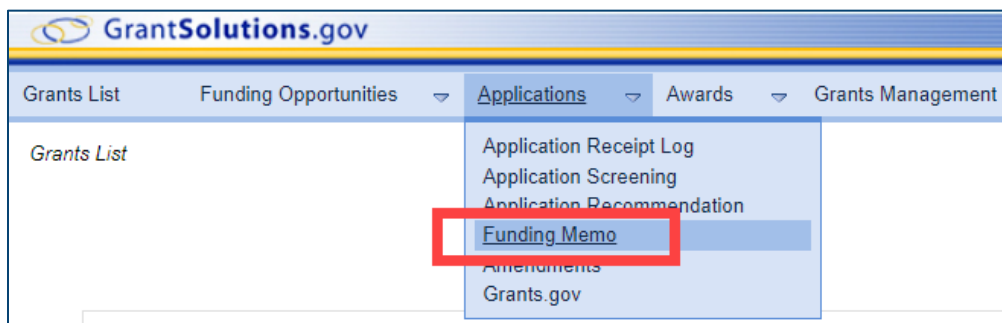 GrantSolutions.gov
Grants List Funding Opportunities Applications Awards Grants Management
Grants List
Application Receipt Log
Application Screening
Application Recommendation
Funding Memo
Amendments
Grants.gov